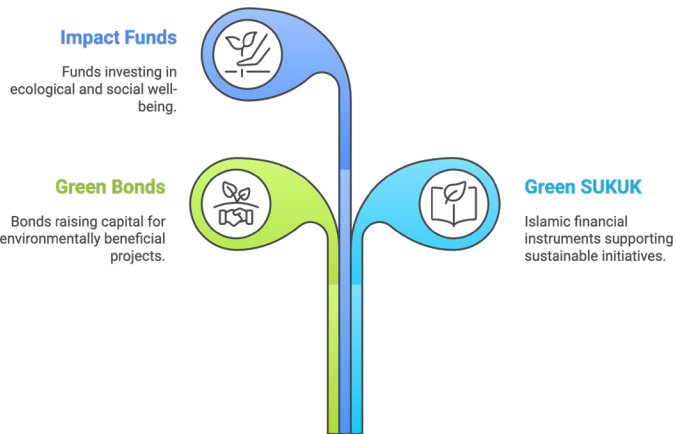 Impact Funds
Funds investing in
ecological and social well-
being.
Green Bonds
Bonds raising capital for
environmentally beneficial
projects.
Green SUKUK
Islamic financial
instruments supporting
sustainable initiatives.